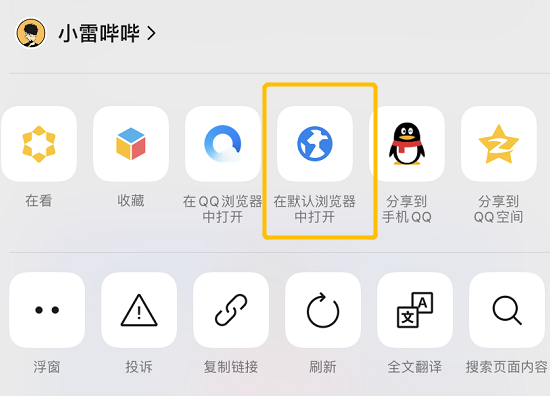 小雷哔哔 >
在看
收藏
在QQ浏览器
中打开
在默认浏览器
中打开
分享到
手机QQ
分享到
QQ空间
浮窗
投诉
复制链接
刷新
文 A
全文翻译
搜索页面内容